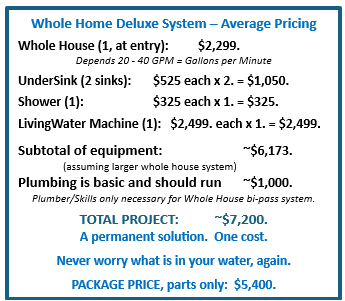 Whole Home Deluxe System – Average Pricing
Whole House (1, at entry): $2,299.
Depends 20 - 40 GPM = Gallons per Minute
UnderSink (2 sinks): $525 each x 2. = $1,050.
Shower (1): $325 each x 1. = $325.
LivingWater Machine (1): $2,499. each x 1. = $2,499.
Subtotal of equipment: ~$6,173.
(assuming larger whole house system)
Plumbing is basic and should run ~$1,000.
Plumber/Skills only necessary for Whole House bi-pass system.
TOTAL PROJECT: ~$7,200.
A permanent solution. One cost.
Never worry what is in your water, again.
PACKAGE PRICE, parts only: $5,400.